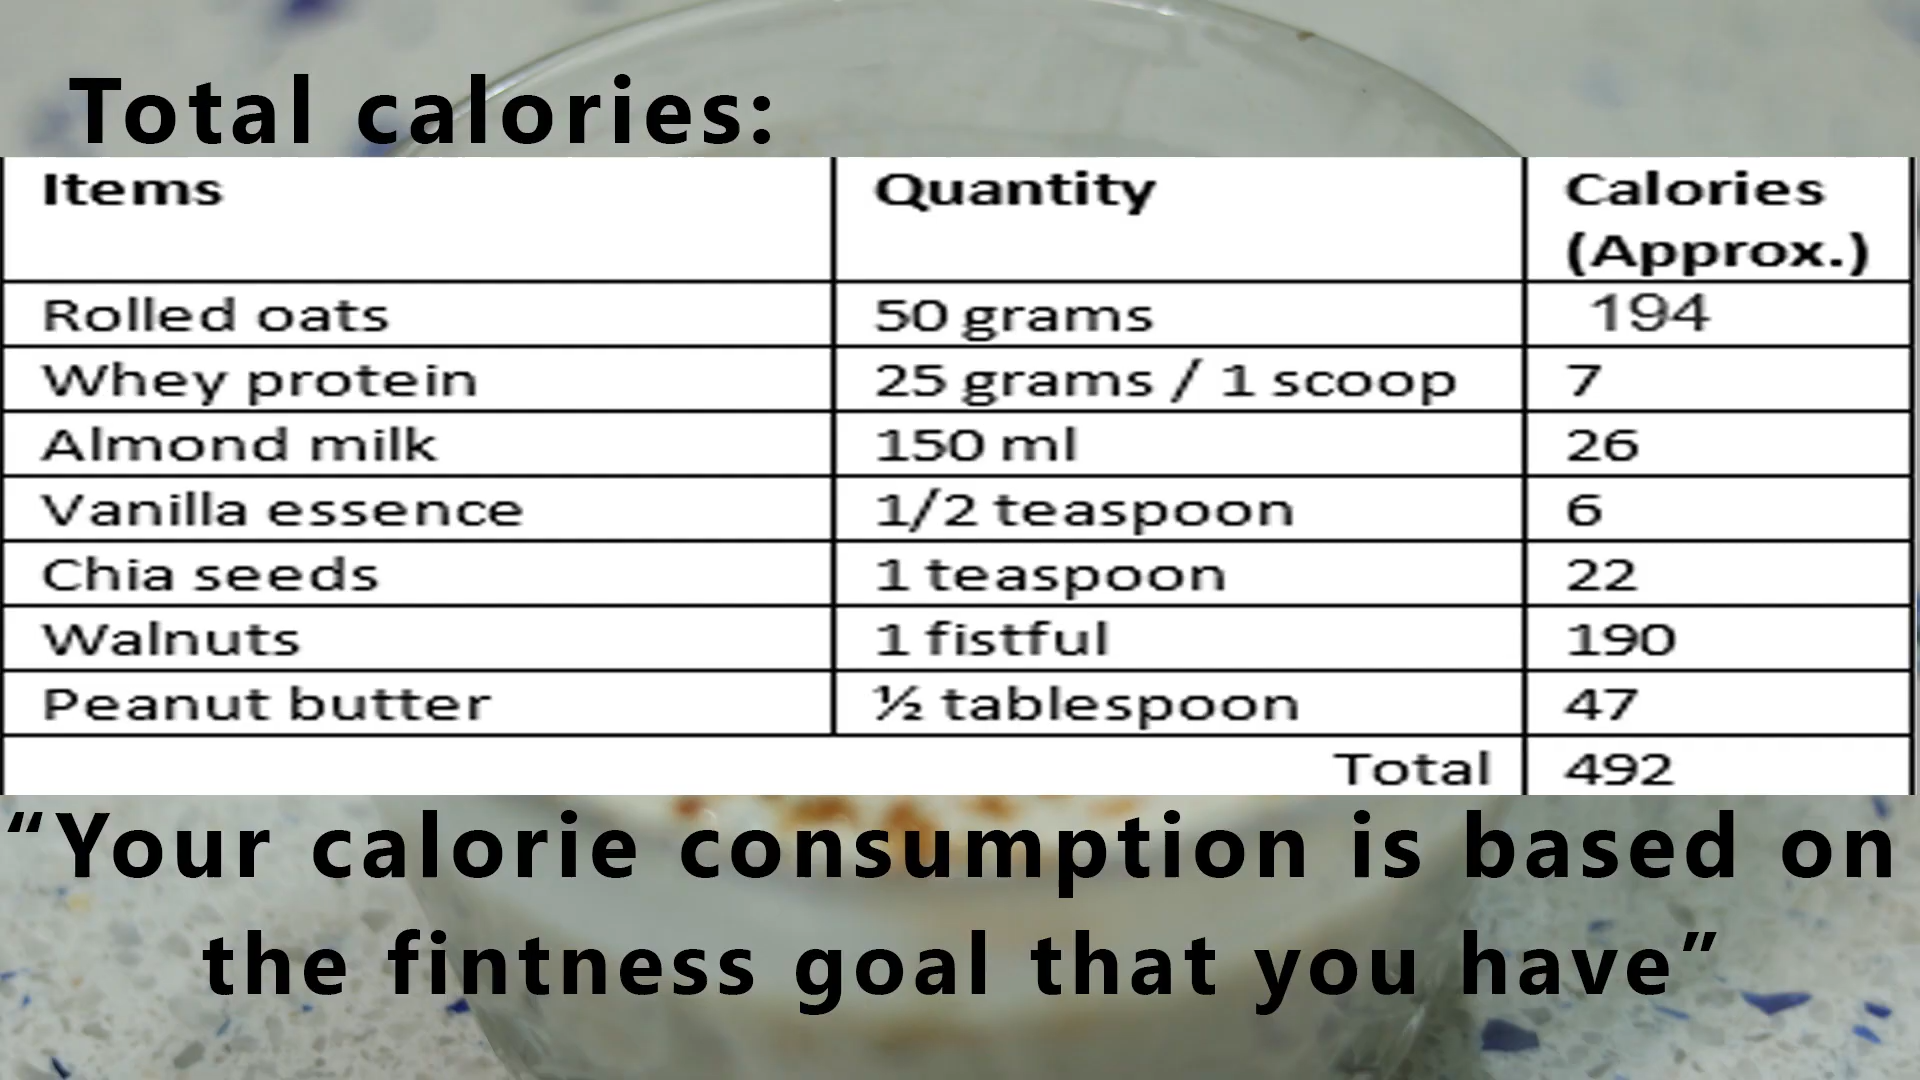 Total calories:
Items Quantity Calories
(Approx.)
Rolled oats 50 grams 194
Whey protein 25 grams / 1 scoop 7
Almond milk 150 ml 26
Vanilla essence 1/2 teaspoon 6
Chia seeds 1 teaspoon 22
Walnuts 1 fistful 190
Peanut butter ½ tablespoon 47
Total 492
“Your calorie consumption is based on
the fintness goal that you have”